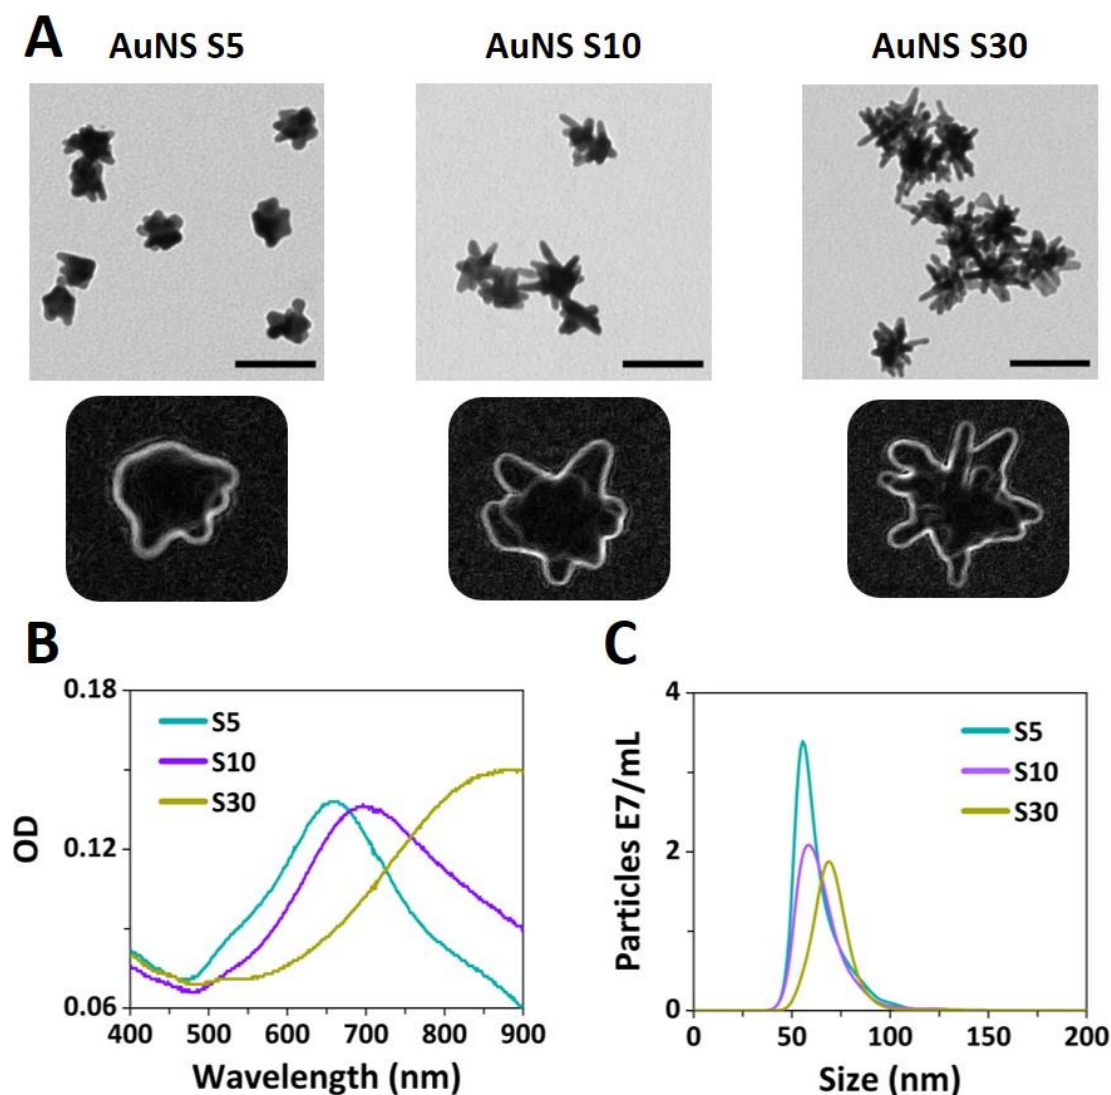 A
AuNS S5
AuNS S10
AuNS S30
B
0.18
0.12
0.06
OD
S5
S10
S30
400 500 600 700 800 900
Wavelength (nm)
C
4
2
0
Particles E7/mL
S5
S10
S30
0 50 100 150 200
Size (nm)